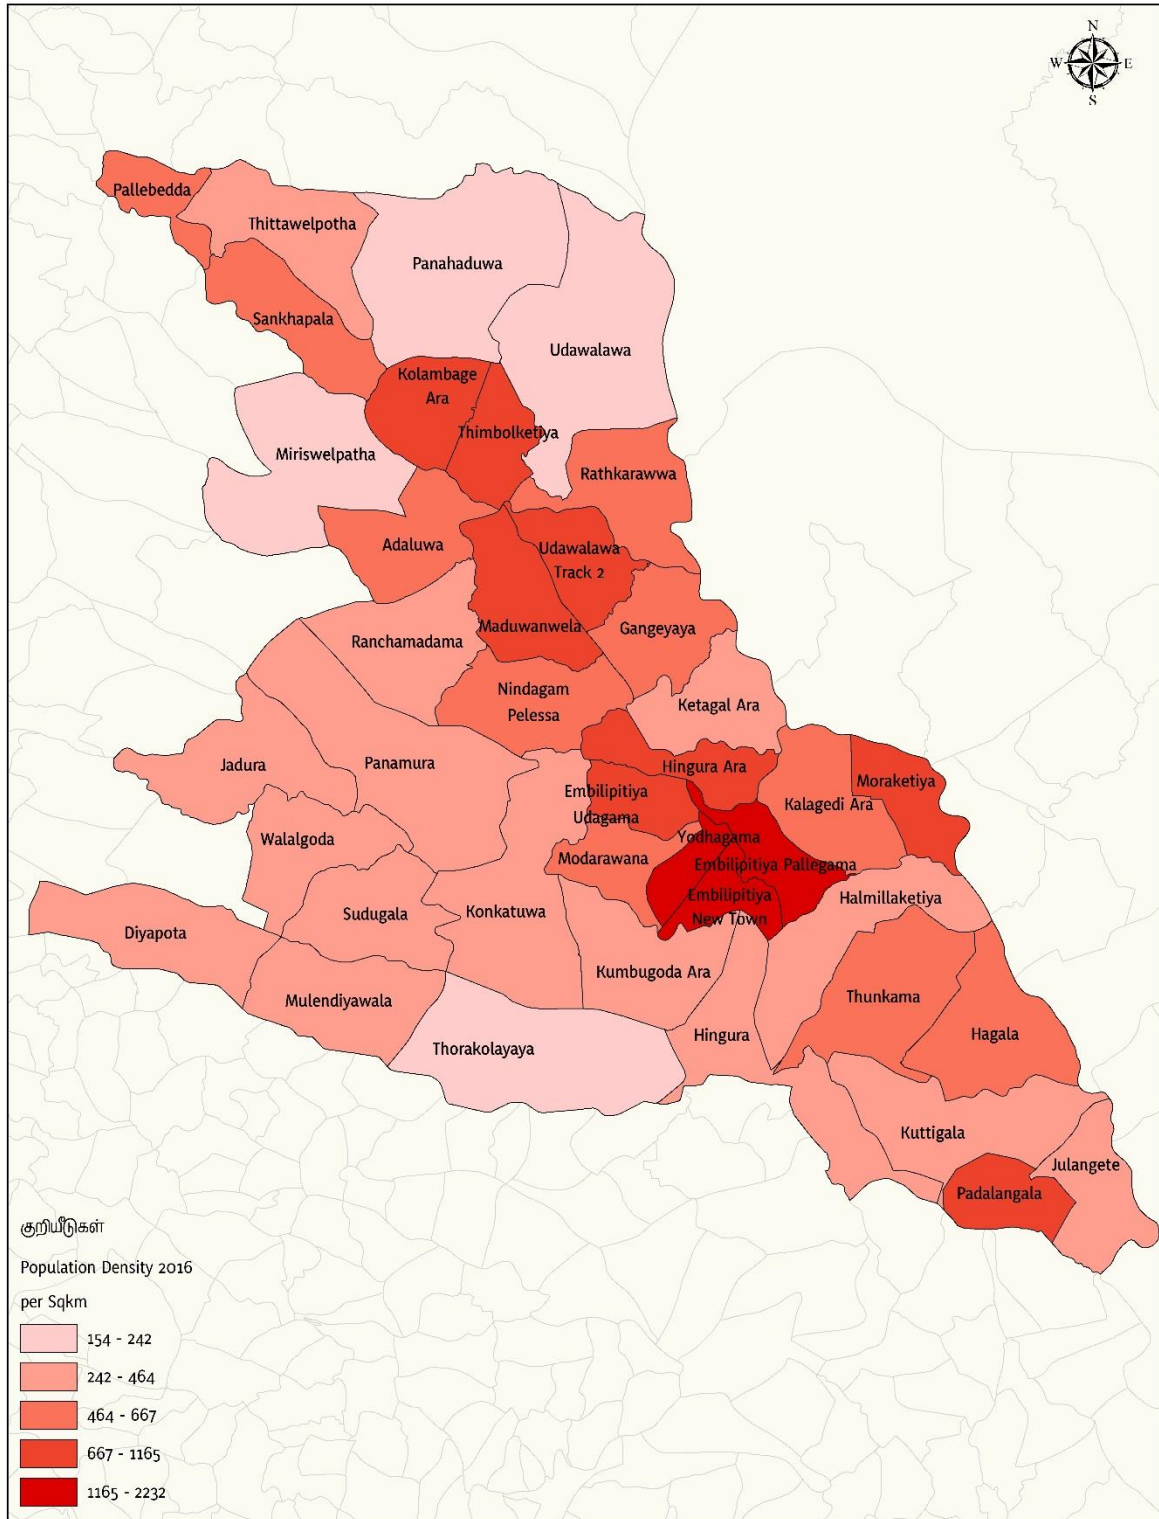 N
W E
S
Pallebedda
Thittawelpotha
Panahaduwa
Sankhapala
Udawalawa
Kolambage
Ara
Thimbolketiya
Miriswelpatha
Rathkarawwa
Adaluwa
Udawalawa
Track 2
Maduwanwela
Gangeyaya
Ranchamadama
Nindagam
Pelessa
Ketagal Ara
Jadura
Panamura
Hingura Ara
Moraketiya
Embilipitiya
Udagama
Kalagedi Ara
Walalgoda
Yodhagama
Modarawana
Embilipitiya Pallegama
Embilipitiya
New Town
Halmillaketiya
Sudugala
Konkatuwa
Diyapota
Kumbugoda Ara
Mulendiyawala
Thunkama
Thorakolayaya
Hingura
Hagala
Kuttigala
Julangete
Padalangala
குறியீடுகள்
Population Density 2016
per Sqkm
154 - 242
242 - 464
464 - 667
667 - 1165
1165 - 2232